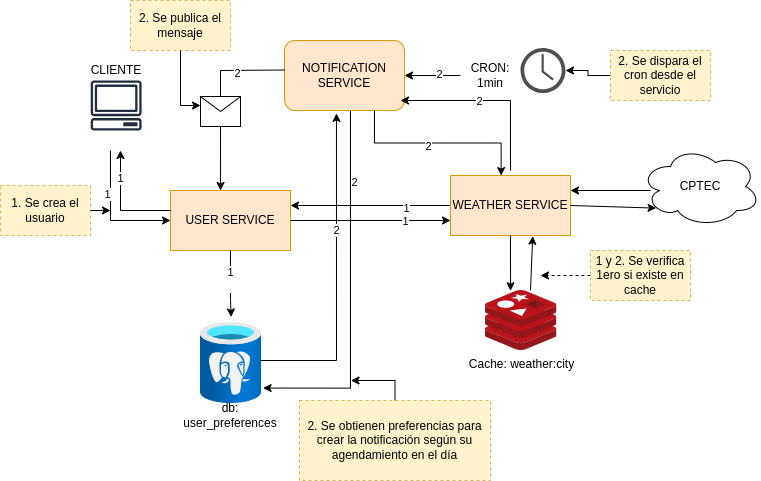 2. Se publica el
mensaje
CLIENTE
NOTIFICATION
SERVICE
2
2
CRON:
1min
2. Se dispara el
cron desde el
servicio
2
2
2
1
1
1. Se crea el
usuario
USER SERVICE
1
1
WEATHER SERVICE
CPTEC
2
1
1 y 2. Se verifica
1ero si existe en
cache
Cache: weather:city
db:
user_preferences
2. Se obtienen preferencias para
crear la notificación según su
agendamiento en el día